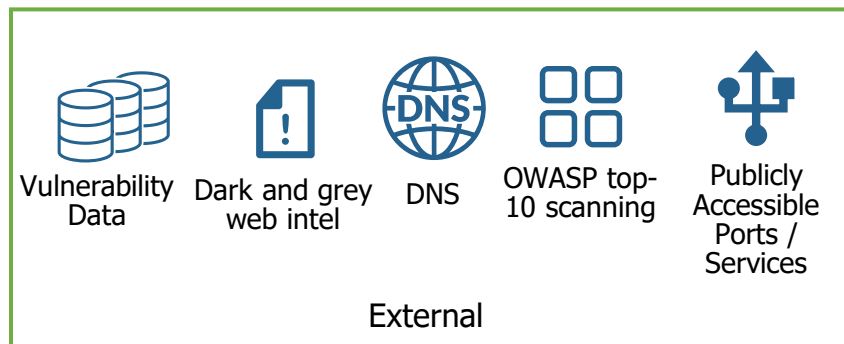 DNS
!
Vulnerability
Data
Dark and grey
web intel
DNS
OWASP top-
10 scanning
Publicly
Accessible
Ports /
Services
External